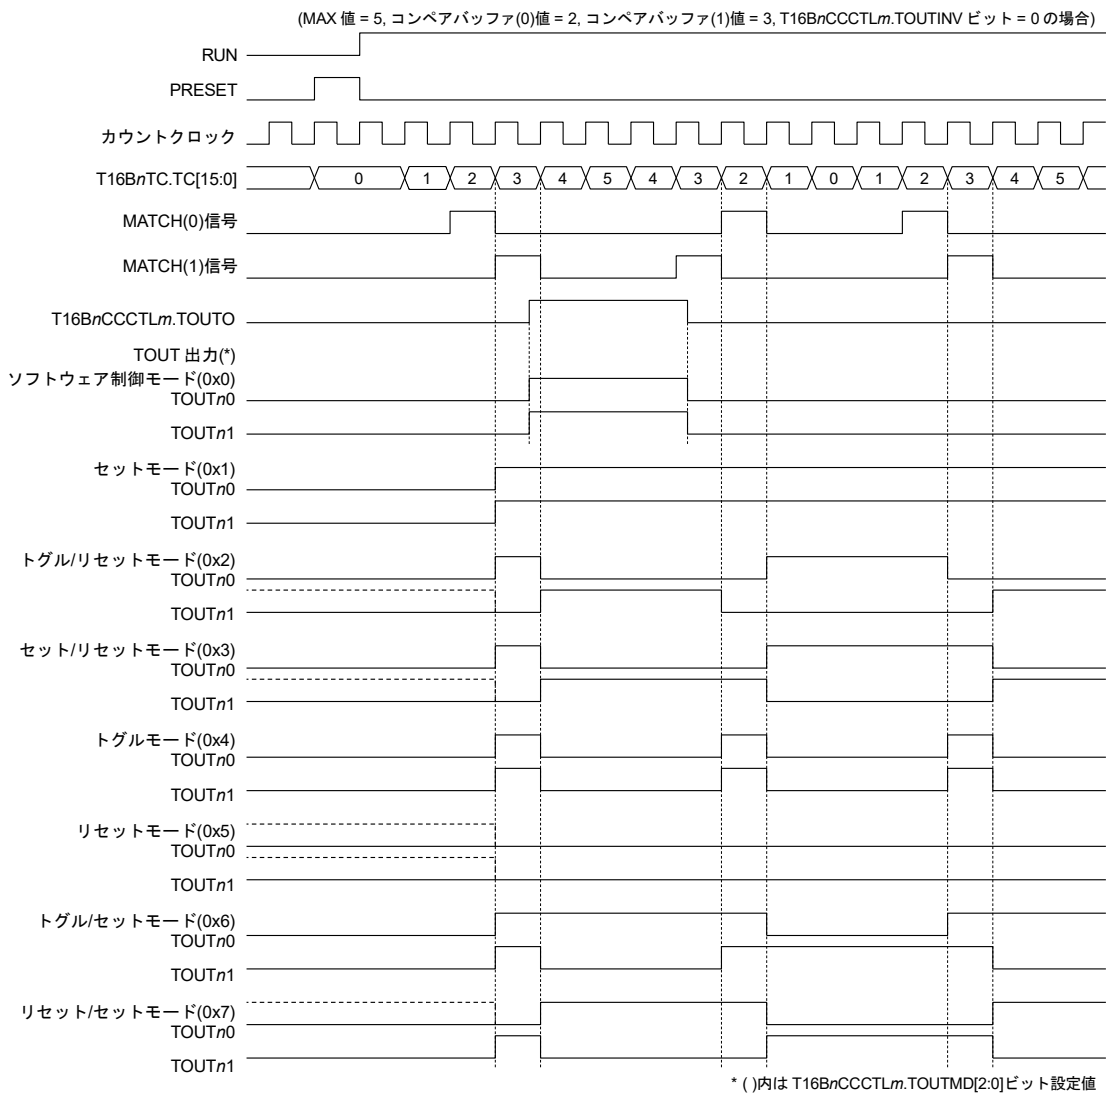 (MAX 値 = 5, コンペアバッファ(0)値 = 2, コンペアバッファ(1)値 = 3, T16BnCCCTLm.TOUTINV ビット = 0 の場合)
RUN
PRESET
カウントクロック
T16BnTC.TC[15:0] 0 1 2 3 4 5 4 3 2 1 0 1 2 3 4 5
MATCH(0)信号
MATCH(1)信号
T16BnCCCTLm.TOUTO
TOUT 出力(*)
ソフトウェア制御モード(0x0)
TOUTn0
TOUTn1
セットモード(0x1)
TOUTn0
TOUTn1
トグル/リセットモード(0x2)
TOUTn0
TOUTn1
セット/リセットモード(0x3)
TOUTn0
TOUTn1
トグルモード(0x4)
TOUTn0
TOUTn1
リセットモード(0x5)
TOUTn0
TOUTn1
トグル/セットモード(0x6)
TOUTn0
TOUTn1
リセット/セットモード(0x7)
TOUTn0
TOUTn1
* ( )内は T16BnCCCTLm.TOUTMD[2:0]ビット設定値